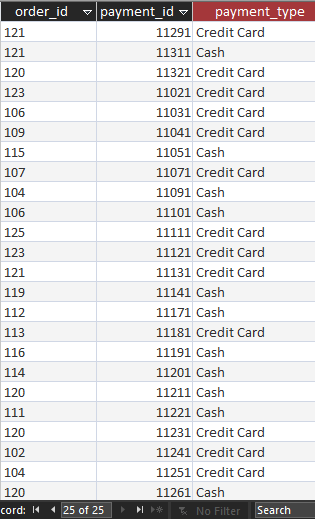 order_id payment_id payment_type
121 11291 Credit Card
121 11311 Cash
120 11321 Credit Card
123 11021 Credit Card
106 11031 Credit Card
109 11041 Credit Card
115 11051 Cash
107 11071 Credit Card
104 11091 Cash
106 11101 Cash
125 11111 Credit Card
123 11121 Credit Card
121 11131 Credit Card
119 11141 Cash
112 11171 Cash
113 11181 Credit Card
116 11191 Cash
114 11201 Cash
120 11211 Cash
111 11221 Cash
120 11231 Credit Card
102 11241 Credit Card
104 11251 Credit Card
120 11261 Cash
cord: 25 of 25 No Filter Search